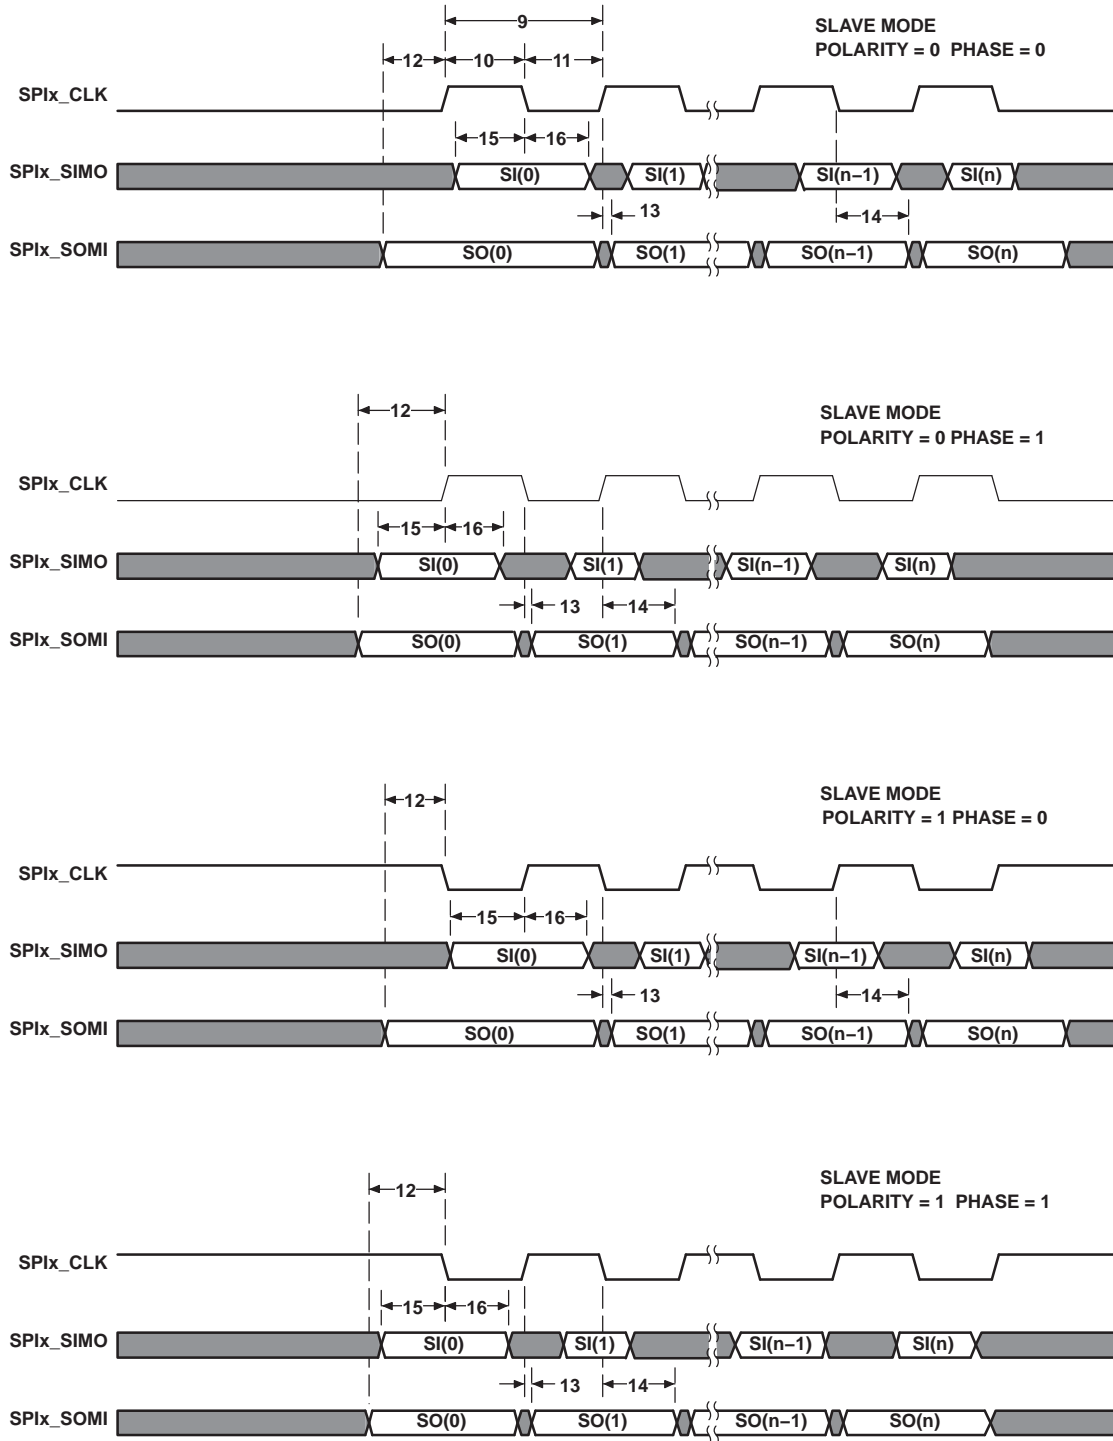 9
SLAVE MODE
POLARITY = 0 PHASE = 0
12 10 11
SPIx_CLK
15 16
SPIx_SIMO SI(0) SI(1) SI(n−1) SI(n)
13 14
SPIx_SOMI SO(0) SO(1) SO(n−1) SO(n)
12
SLAVE MODE
POLARITY = 0 PHASE = 1
SPIx_CLK
15 16
SPIx_SIMO SI(0) SI(1) SI(n−1) SI(n)
13 14
SPIx_SOMI SO(0) SO(1) SO(n−1) SO(n)
12
SLAVE MODE
POLARITY = 1 PHASE = 0
SPIx_CLK
15 16
SPIx_SIMO SI(0) SI(1) SI(n−1) SI(n)
13 14
SPIx_SOMI SO(0) SO(1) SO(n−1) SO(n)
12
SLAVE MODE
POLARITY = 1 PHASE = 1
SPIx_CLK
15 16
SPIx_SIMO SI(0) SI(1) SI(n−1) SI(n)
13 14
SPIx_SOMI SO(0) SO(1) SO(n−1) SO(n)